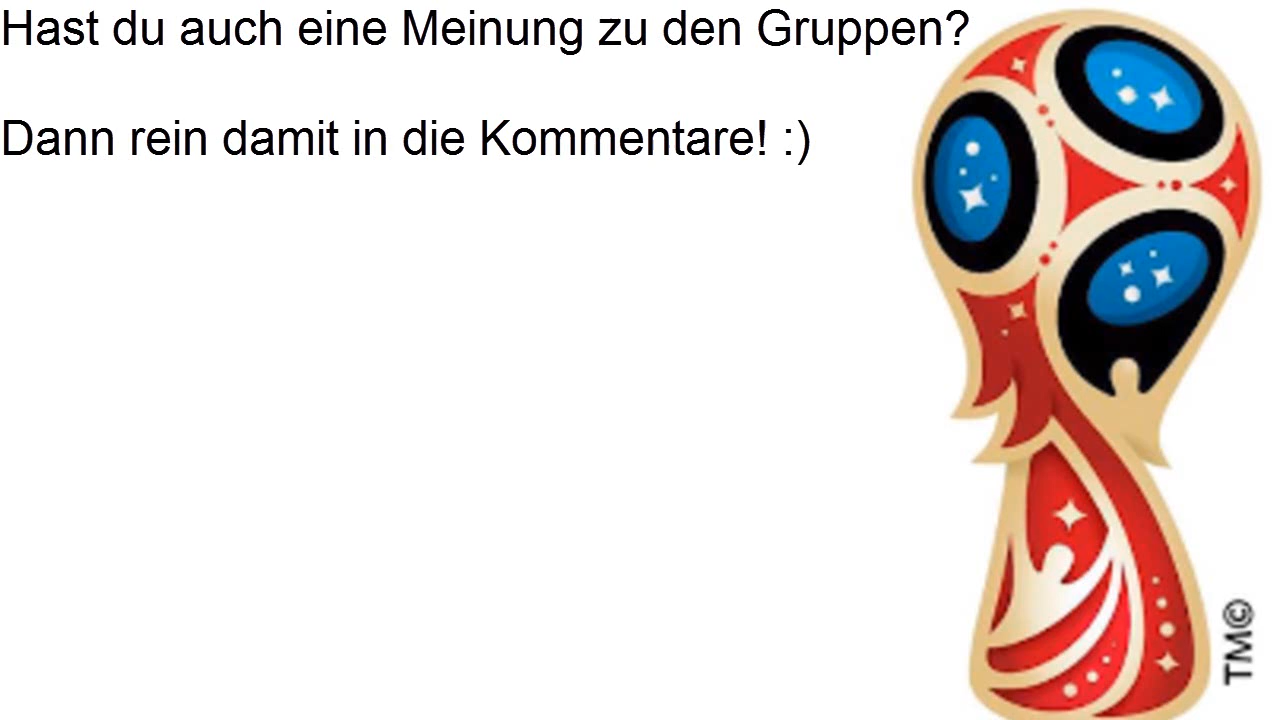 Hast du auch eine Meinung zu den Gruppen?
Dann rein damit in die Kommentare! :)
TM©